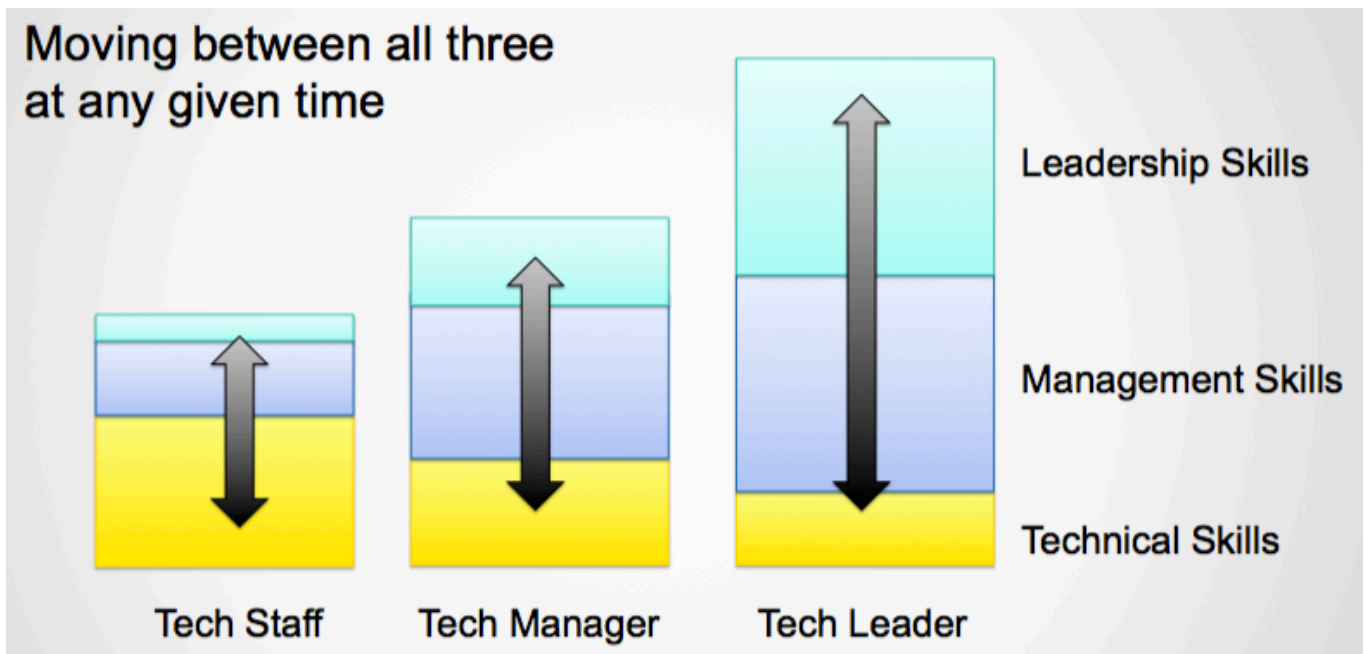 Moving between all three
at any given time
Leadership Skills
Management Skills
Technical Skills
Tech Staff
Tech Manager
Tech Leader